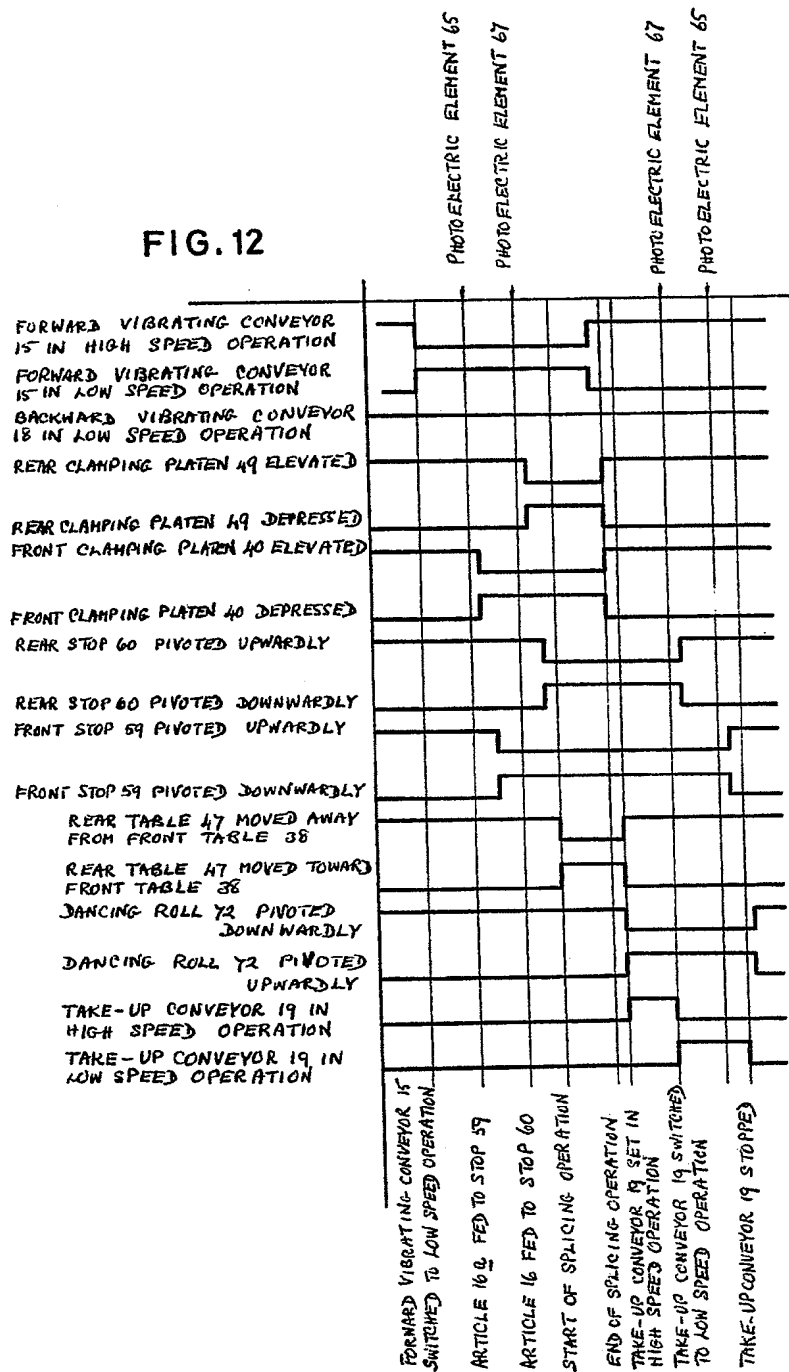 PHOTOELECTRIC ELEMENT 65
PHOTOELECTRIC ELEMENT 67
PHOTOELECTRIC ELEMENT 67
PHOTOELECTRIC ELEMENT 65
FIG.12
FORWARD VIBRATING CONVEYOR
15 IN HIGH SPEED OPERATION
FORWARD VIBRATING CONVEYOR
15 IN LOW SPEED OPERATION
BACKWARD VIBRATING CONVEYOR
18 IN LOW SPEED OPERATION
REAR CLAMPING PLATEN 49 ELEVATED
REAR CLAMPING PLATEN 49 DEPRESSED
FRONT CLAMPING PLATEN 40 ELEVATED
FRONT CLAMPING PLATEN 40 DEPRESSED
REAR STOP 60 PIVOTED UPWARDLY
REAR STOP 60 PIVOTED DOWNWARDLY
FRONT STOP 59 PIVOTED UPWARDLY
FRONT STOP 59 PIVOTED DOWNWARDLY
REAR TABLE 47 MOVED AWAY
FROM FRONT TABLE 38
REAR TABLE 47 MOVED TOWARD
FRONT TABLE 38
DANCING ROLL 72 PIVOTED
DOWNWARDLY
DANCING ROLL 72 PIVOTED
UPWARDLY
TAKE-UP CONVEYOR 19 IN
HIGH SPEED OPERATION
TAKE-UP CONVEYOR 19 IN
LOW SPEED OPERATION
FORWARD VIBRATING CONVEYOR 15
SWITCHED TO LOW SPEED OPERATION
ARTICLE 16a FED TO STOP 59
ARTICLE 16 FED TO STOP 60
START OF SPLICING OPERATION
END OF SPLICING OPERATION
TAKE-UP CONVEYOR 19 SET IN
HIGH SPEED OPERATION
TAKE-UP CONVEYOR 19 SWITCHED
TO LOW SPEED OPERATION
TAKE-UP CONVEYOR 19 STOPPED